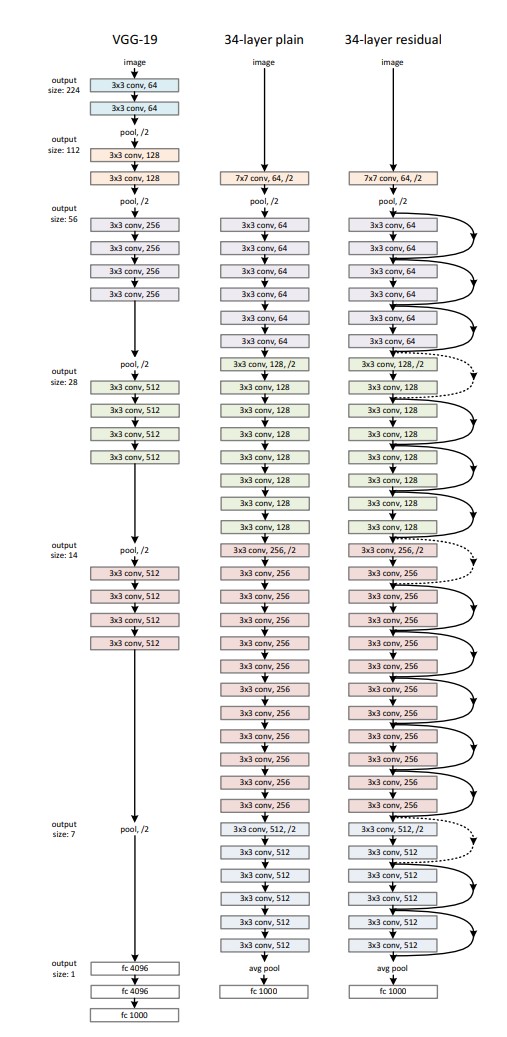 VGG-19
image
output
size: 224
3x3 conv, 64
3x3 conv, 64
pool, /2
output
size: 112
3x3 conv, 128
3x3 conv, 128
pool, /2
output
size: 56
3x3 conv, 256
3x3 conv, 256
3x3 conv, 256
3x3 conv, 256
pool, /2
output
size: 28
3x3 conv, 512
3x3 conv, 512
3x3 conv, 512
3x3 conv, 512
pool, /2
output
size: 14
3x3 conv, 512
3x3 conv, 512
3x3 conv, 512
3x3 conv, 512
pool, /2
output
size: 7
output
size: 1
fc 4096
fc 4096
fc 1000
34-layer plain
image
7x7 conv, 64, /2
pool, /2
3x3 conv, 64
3x3 conv, 64
3x3 conv, 64
3x3 conv, 64
3x3 conv, 64
3x3 conv, 64
3x3 conv, 128, /2
3x3 conv, 128
3x3 conv, 128
3x3 conv, 128
3x3 conv, 128
3x3 conv, 128
3x3 conv, 128
3x3 conv, 128
3x3 conv, 256, /2
3x3 conv, 256
3x3 conv, 256
3x3 conv, 256
3x3 conv, 256
3x3 conv, 256
3x3 conv, 256
3x3 conv, 256
3x3 conv, 256
3x3 conv, 256
3x3 conv, 256
3x3 conv, 256
3x3 conv, 512, /2
3x3 conv, 512
3x3 conv, 512
3x3 conv, 512
3x3 conv, 512
3x3 conv, 512
avg pool
fc 1000
34-layer residual
image
7x7 conv, 64, /2
pool, /2
3x3 conv, 64
3x3 conv, 64
3x3 conv, 64
3x3 conv, 64
3x3 conv, 64
3x3 conv, 64
3x3 conv, 128, /2
3x3 conv, 128
3x3 conv, 128
3x3 conv, 128
3x3 conv, 128
3x3 conv, 128
3x3 conv, 128
3x3 conv, 128
3x3 conv, 256, /2
3x3 conv, 256
3x3 conv, 256
3x3 conv, 256
3x3 conv, 256
3x3 conv, 256
3x3 conv, 256
3x3 conv, 256
3x3 conv, 256
3x3 conv, 256
3x3 conv, 256
3x3 conv, 256
3x3 conv, 512, /2
3x3 conv, 512
3x3 conv, 512
3x3 conv, 512
3x3 conv, 512
3x3 conv, 512
avg pool
fc 1000